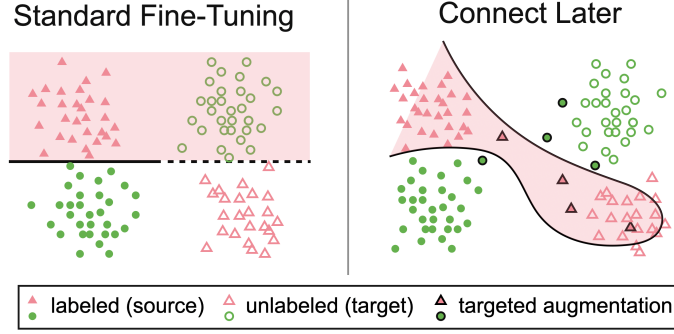 Standard Fine-Tuning
Connect Later
labeled (source)
unlabeled (target)
targeted augmentation